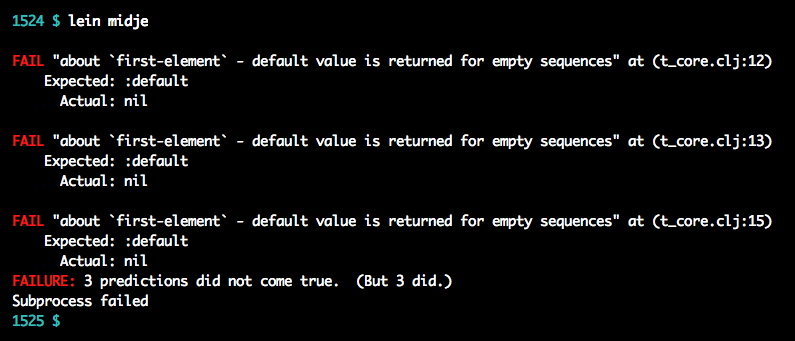 1524 $ lein midje
FAIL "about `first-element` - default value is returned for empty sequences" at (t_core.clj:12)
Expected: :default
Actual: nil
FAIL "about `first-element` - default value is returned for empty sequences" at (t_core.clj:13)
Expected: :default
Actual: nil
FAIL "about `first-element` - default value is returned for empty sequences" at (t_core.clj:15)
Expected: :default
Actual: nil
FAILURE: 3 predictions did not come true.  (But 3 did.)
Subprocess failed
1525 $